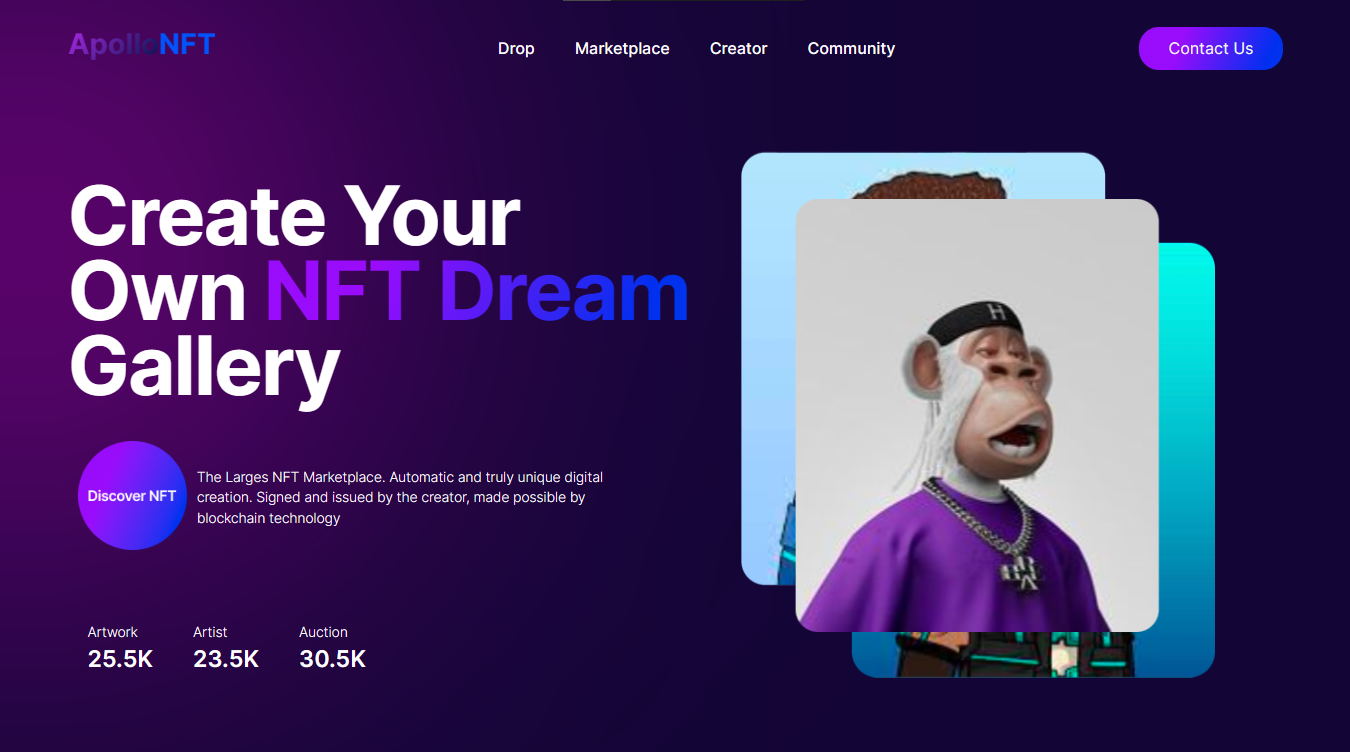 ApolloNFT
Drop
Marketplace
Creator
Community
Contact Us
Create Your
Own NFT Dream
Gallery
Discover NFT
The Larges NFT Marketplace. Automatic and truly unique digital
creation. Signed and issued by the creator, made possible by
blockchain technology
Artwork
25.5K
Artist
23.5K
Auction
30.5K
H